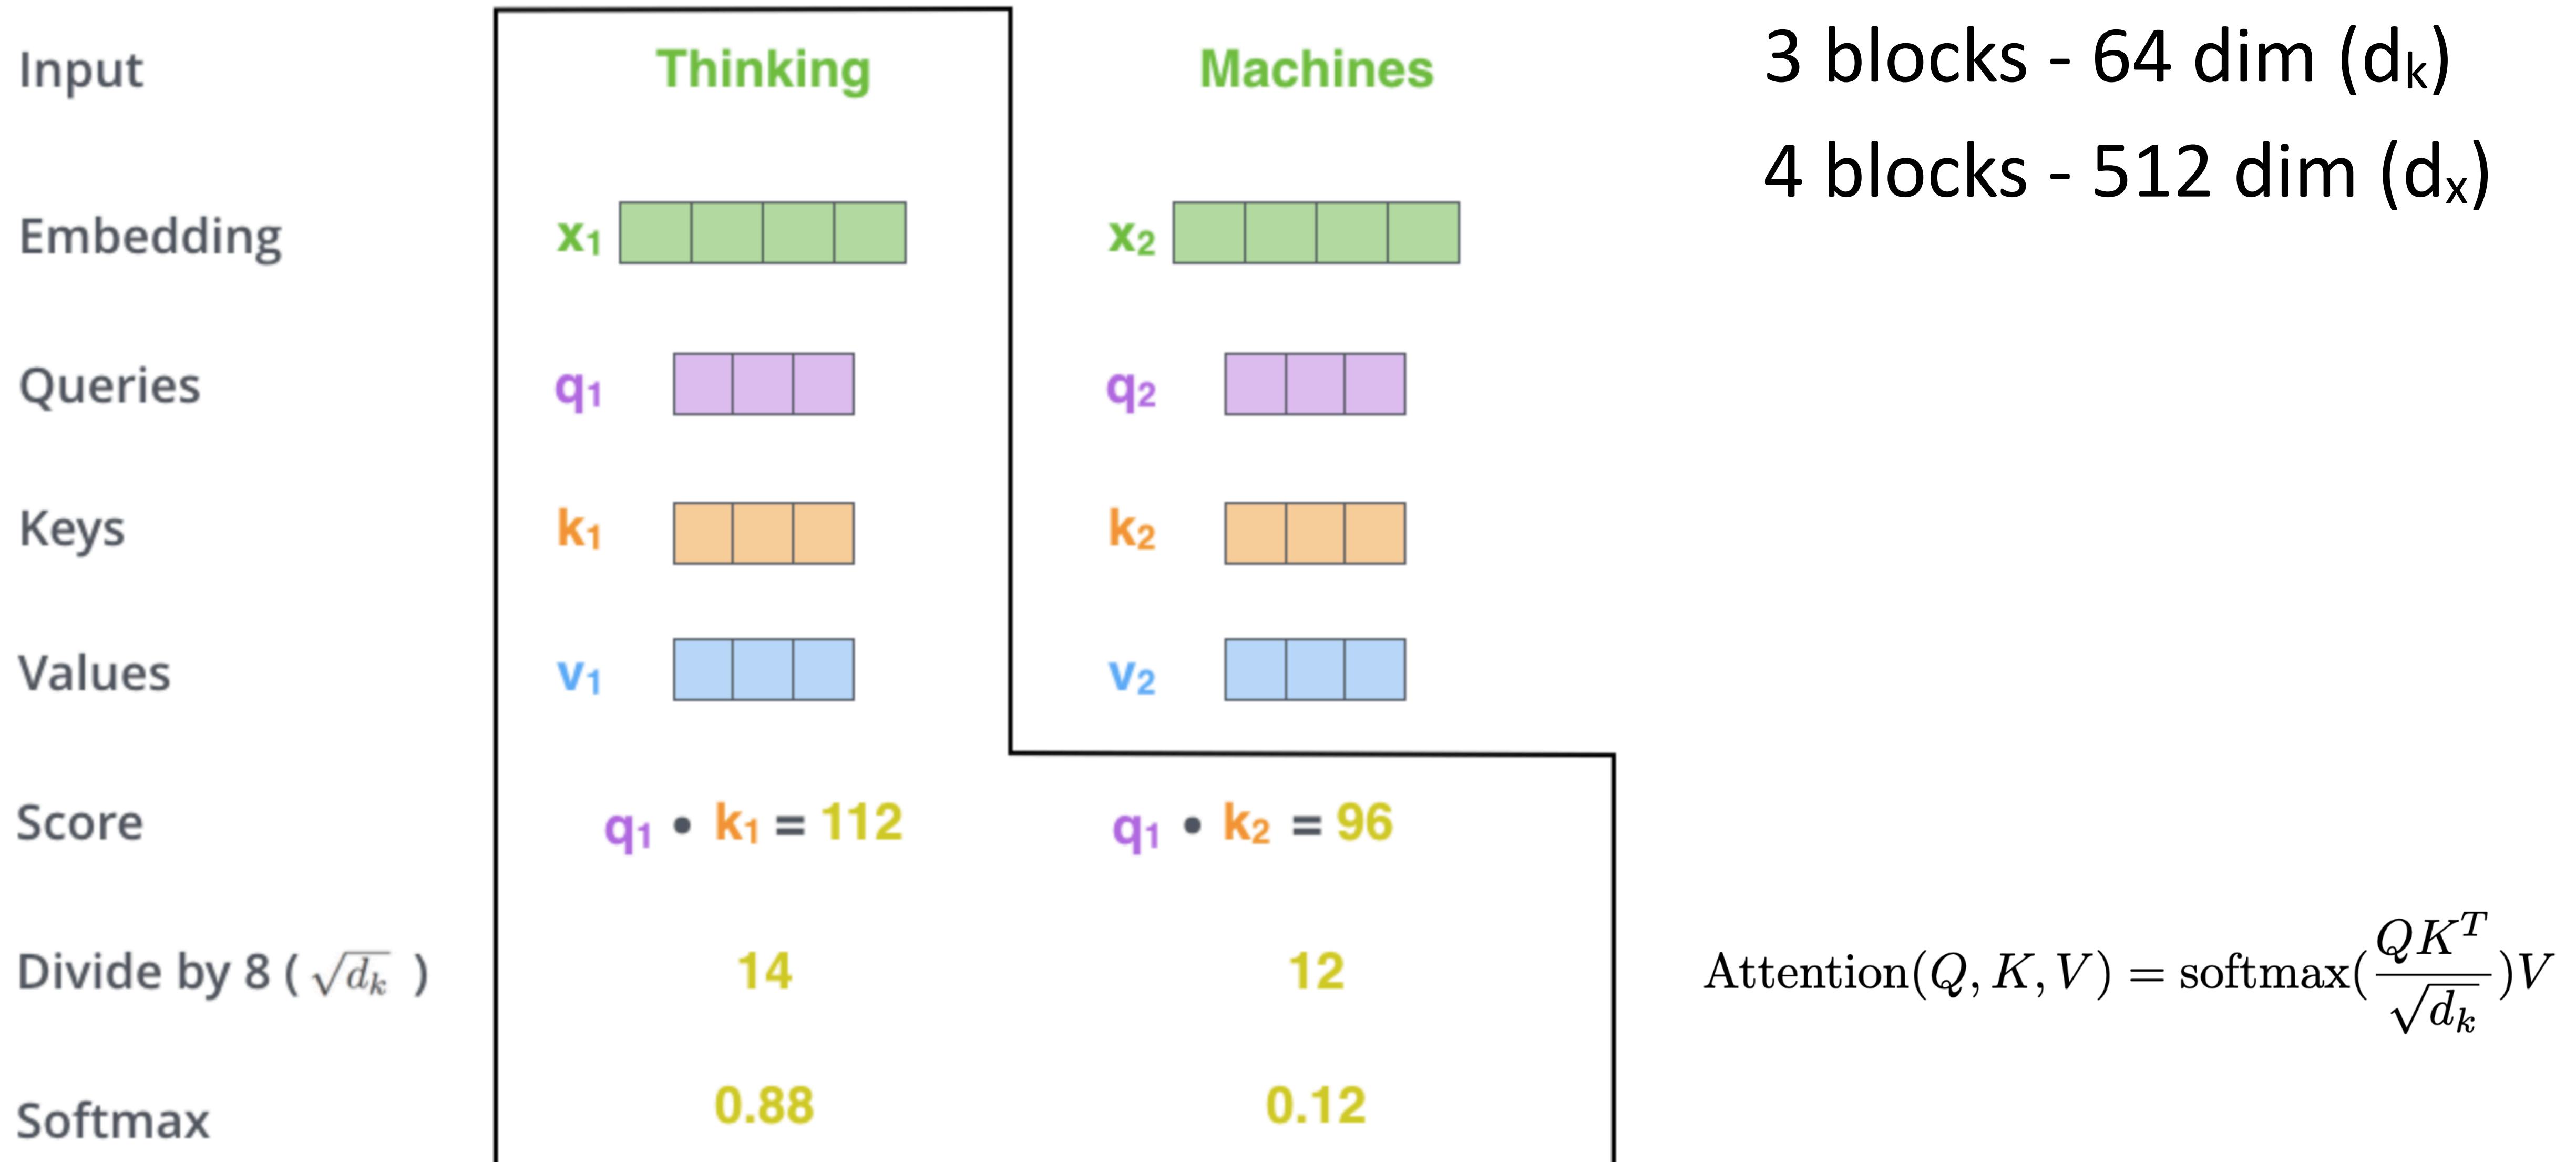 Input Thinking Machines
3 blocks - 64 dim (dₖ)
4 blocks - 512 dim (dₓ)
Embedding x₁ x₂
Queries q₁ q₂
Keys k₁ k₂
Values v₁ v₂
Score q₁ • k₁ = 112 q₁ • k₂ = 96
Divide by 8 ( √dₖ ) 14 12
Attention(Q, K, V) = softmax(QKᵀ/√dₖ)V
Softmax 0.88 0.12